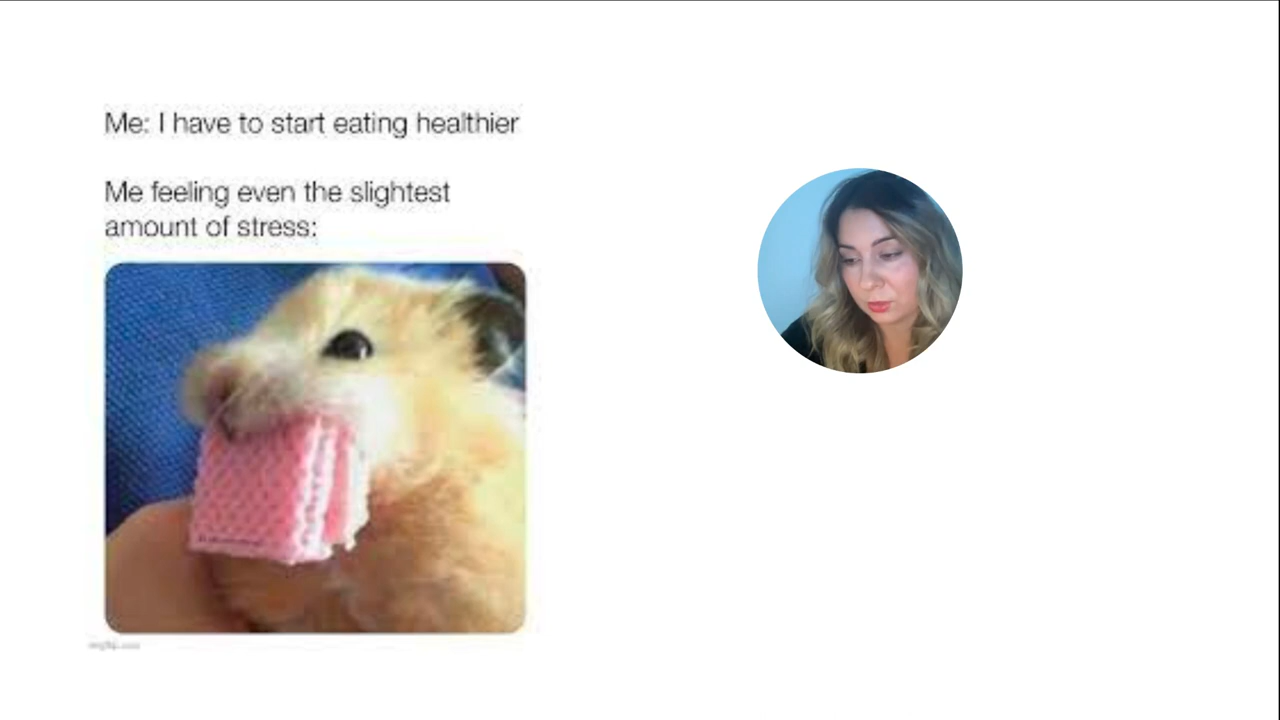 Me: I have to start eating healthier
Me feeling even the slightest
amount of stress: